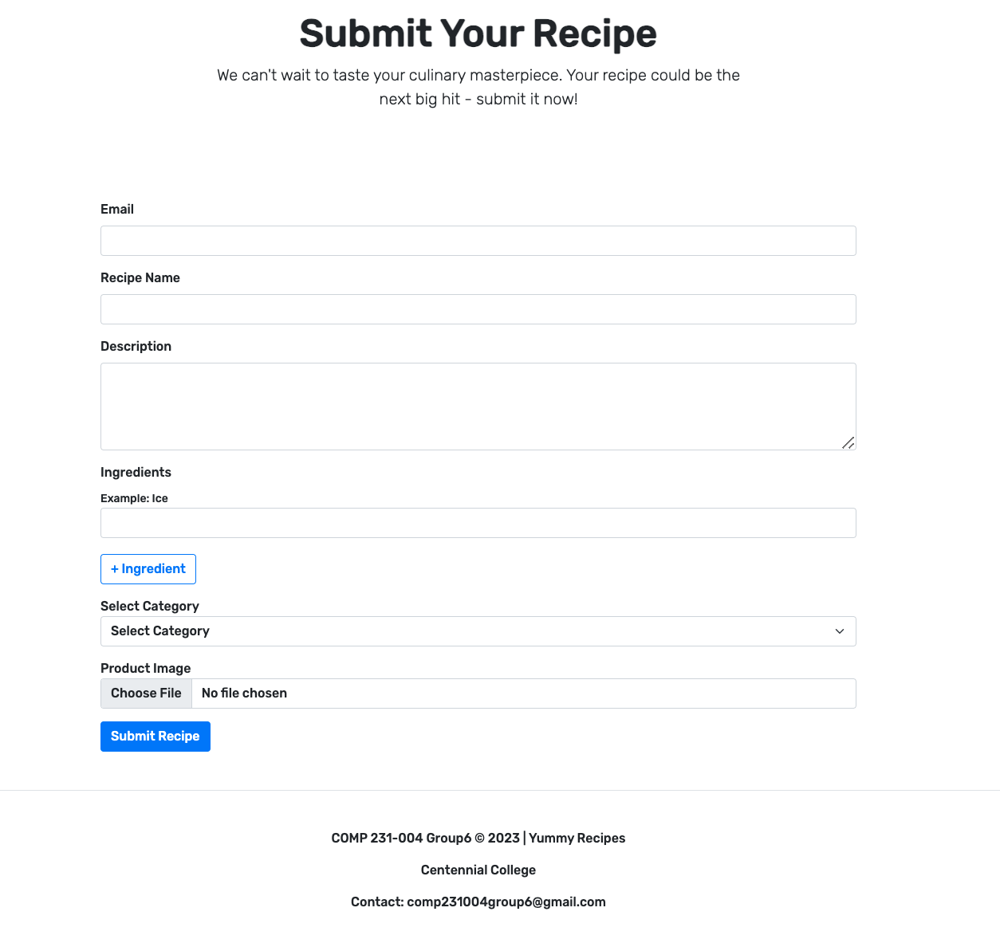 Submit Your Recipe
We can't wait to taste your culinary masterpiece. Your recipe could be the
next big hit - submit it now!
Email
Recipe Name
Description
Ingredients
Example: Ice
+ Ingredient
Select Category
Select Category
Product Image
Choose File No file chosen
Submit Recipe
COMP 231-004 Group6 © 2023 | Yummy Recipes
Centennial College
Contact: comp231004group6@gmail.com